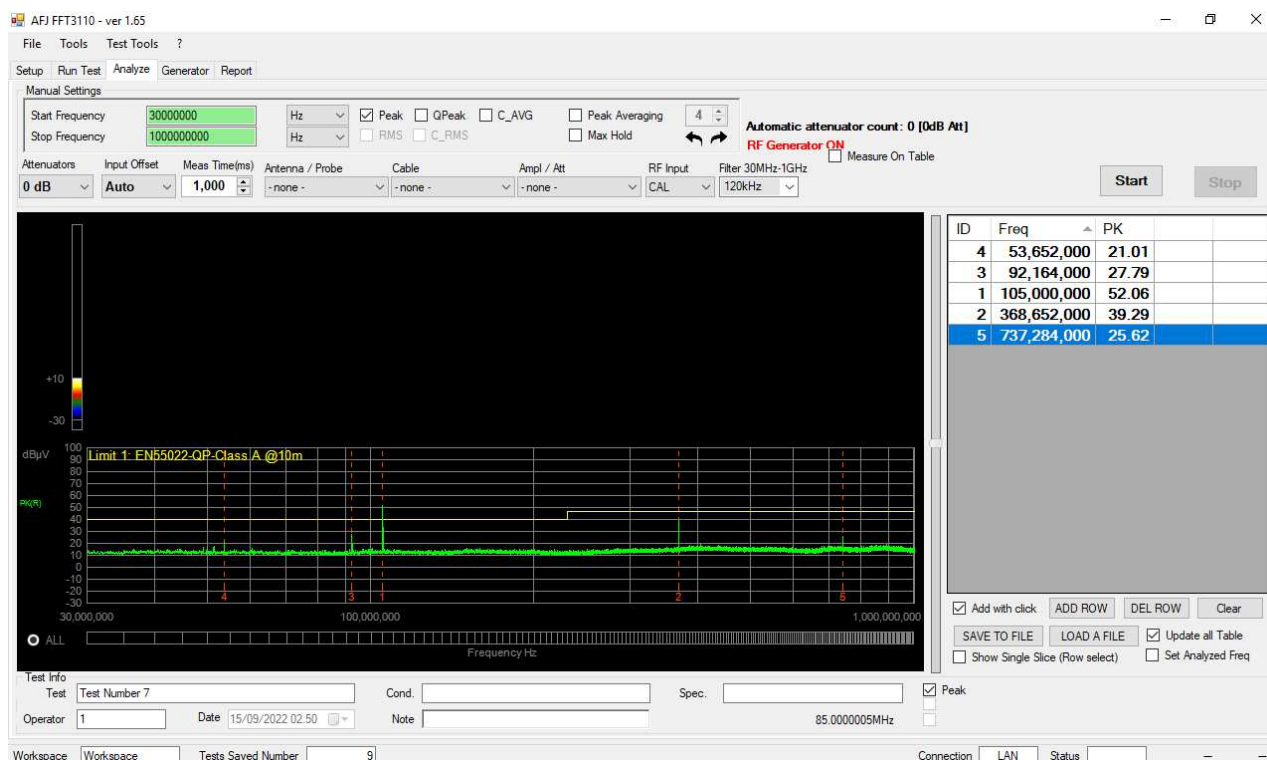 AFJ FFT3110 - ver 1.65
File Tools Test Tools ?
Setup Run Test Analyze Generator Report
Manual Settings
Start Frequency 30000000 Hz Peak QPeak C_AVG Peak Averaging 4
Stop Frequency 1000000000 Hz RMS C_RMS Max Hold
Automatic attenuator count: 0 [0dB Att]
RF Generator ON
Measure On Table
Attenuators Input Offset Meas Time(ms) Antenna / Probe Cable Ampl / Att RF Input Filter 30MHz-1GHz
0 dB Auto 1,000 - none - - none - - none - CAL 120kHz Start Stop
+10
-30
dBµV
PK(R)
Limit 1: EN55022-QP-Class A @10m
100
90
80
70
60
50
40
30
20
10
0
-10
-20
-30
4 3 1 2 5
30,000,000 100,000,000 1,000,000,000
ALL
Frequency Hz
ID Freq PK
4 53,652,000 21.01
3 92,164,000 27.79
1 105,000,000 52.06
2 368,652,000 39.29
5 737,284,000 25.62
Add with click ADD ROW DEL ROW Clear
SAVE TO FILE LOAD A FILE Update all Table
Show Single Slice (Row select) Set Analyzed Freq
Test Info
Test Test Number 7 Cond. Spec. Peak
Operator 1 Date 15/09/2022 02.50 Note 85.0000005MHz
Workspace Workspace Tests Saved Number 9 Connection LAN Status - -